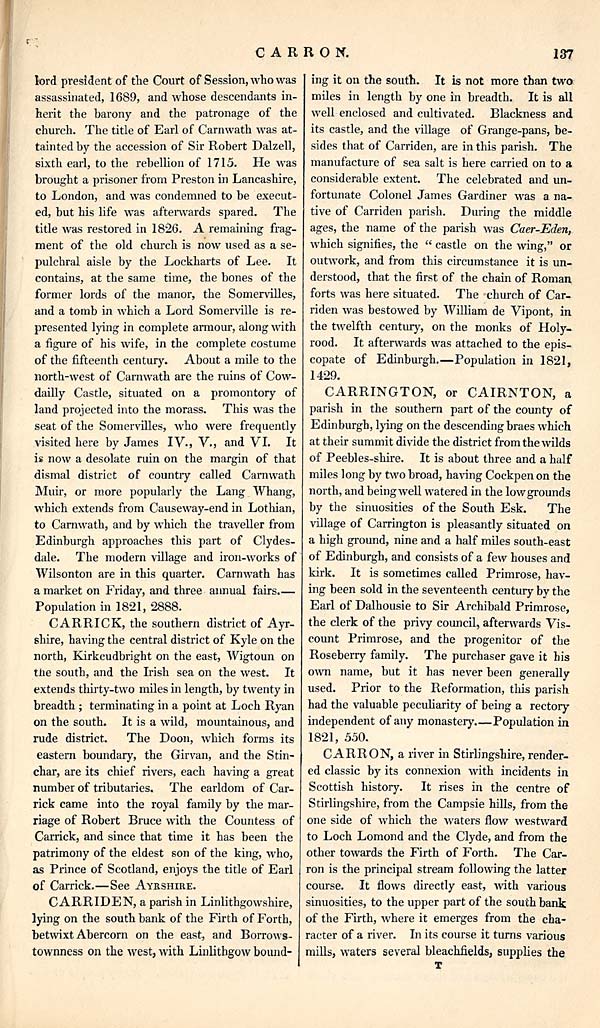 CARRON.
137
lord president of the Court of Session, who was
assassinated, 1689, and whose descendants in-
herit the barony and the patronage of the
church. The title of Earl of Carnwath was at-
tainted by the accession of Sir Robert Dalzell,
sixth earl, to the rebellion of 1715. He was
brought a prisoner from Preston in Lancashire,
to London, and was condemned to be execut-
ed, but his life was afterwards spared. The
title was restored in 1826. A remaining frag-
ment of the old church is now used as a se-
pulchral aisle by the Lockharts of Lee. It
contains, at the same time, the bones of the
former lords of the manor, the Somervilles,
and a tomb in which a Lord Somerville is re-
presented lying in complete armour, along with
a figure of his wife, in the complete costume
of the fifteenth century. About a mile to the
north-west of Carnwath are the ruins of Cow-
dailly Castle, situated on a promontory of
land projected into the morass. This was the
seat of the Somervilles, who were frequently
visited here by James IV., V., and VI. It
is now a desolate ruin on the margin of that
dismal district of country called Carnwath
Muir, or more popularly the Lang Whang,
which extends from Causeway-end in Lothian,
to Carnwath, and by which the traveller from
Edinburgh approaches this part of Clydes-
dale. The modern village and iron-works of
Wilsonton are in this quarter. Carnwath has
a market on Friday, and three annual fairs.—
Population in 1821, 2888.
CARRICK, the southern district of Ayr-
shire, having the central district of Kyle on the
north, Kirkcudbright on the east, Wigtoun on
the south, and the Irish sea on the west. It
extends thirty-two miles in length, by twenty in
breadth; terminating in a point at Loch Ryan
on the south. It is a wild, mountainous, and
rude district. The Doon, which forms its
eastern boundary, the Girvan, and the Stin-
char, are its chief rivers, each having a great
number of tributaries. The earldom of Car-
rick came into the royal family by the mar-
riage of Robert Bruce with the Countess of
Carrick, and since that time it has been the
patrimony of the eldest son of the king, who,
as Prince of Scotland, enjoys the title of Earl
of Carrick.—See AYRSHIRE.
CARRIDEN, a parish in Linlithgowshire,
lying on the south bank of the Firth of Forth,
betwixt Abercorn on the east, and Borrows-
townness on the west, with Linlithgow bound-
ing it on the south. It is not more than two
miles in length by one in breadth. It is all
well enclosed and cultivated. Blackness and
its castle, and the village of Grange-pans, be-
sides that of Carriden, are in this parish. The
manufacture of sea salt is here carried on to a
considerable extent. The celebrated and un-
fortunate Colonel James Gardiner was a na-
tive of Carriden parish. During the middle
ages, the name of the parish was Caer-Eden,
which signifies, the “ castle on the wing,” or
outwork, and from this circumstance it is un-
derstood, that the first of the chain of Roman
forts was here situated. The church of Car-
riden was bestowed by William de Vipont, in
the twelfth century, on the monks of Holy-
rood. It afterwards was attached to the epis-
copate of Edinburgh.—Population in 1821,
1429.
CARRINGTON, or CAIRNTON, a
parish in the southern part of the county of
Edinburgh, lying on the descending braes which
at their summit divide the district from the wilds
of Peebles-shire. It is about three and a half
miles long by two broad, having Cockpen on the
north, and being well watered in the low grounds
by the sinuosities of the South Esk. The
village of Carrington is pleasantly situated on
a high ground, nine and a half miles south-east
of Edinburgh, and consists of a few houses and
kirk. It is sometimes called Primrose, hav-
ing been sold in the seventeenth century by the
Earl of Dalhousie to Sir Archibald Primrose,
the clerk of the privy council, afterwards Vis-
count Primrose, and the progenitor of the
Roseberry family. The purchaser gave it his
own name, but it has never been generally
used. Prior to the Reformation, this parish
had the valuable peculiarity of being a rectory
independent of any monastery.—Population in
1821, 550.
CARRON, a river in Stirlingshire, render-
ed classic by its connexion with incidents in
Scottish history. It rises in the centre of
Stirlingshire, from the Campsie hills, from the
one side of which the waters flow westward
to Loch Lomond and the Clyde, and from the
other towards the Firth of Forth. The Car-
ron is the principal stream following the latter
course. It flows directly east, with various
sinuosities, to the upper part of the south bank
of the Firth, where it emerges from the cha-
racter of a river. In its course it turns various
mills, waters several bleachfields, supplies the
T